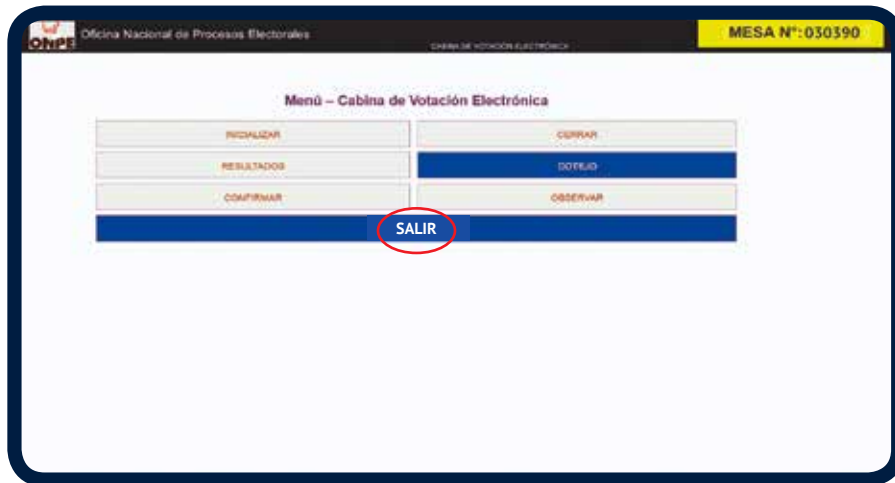 ONPE Oficina Nacional de Procesos Electorales
CABINA DE VOTACIÓN ELECTRÓNICA
MESA N°:030390
Menú – Cabina de Votación Electrónica
INICIALIZAR CERRAR
RESULTADOS COTEJO
CONFIRMAR OBSERVAR
SALIR